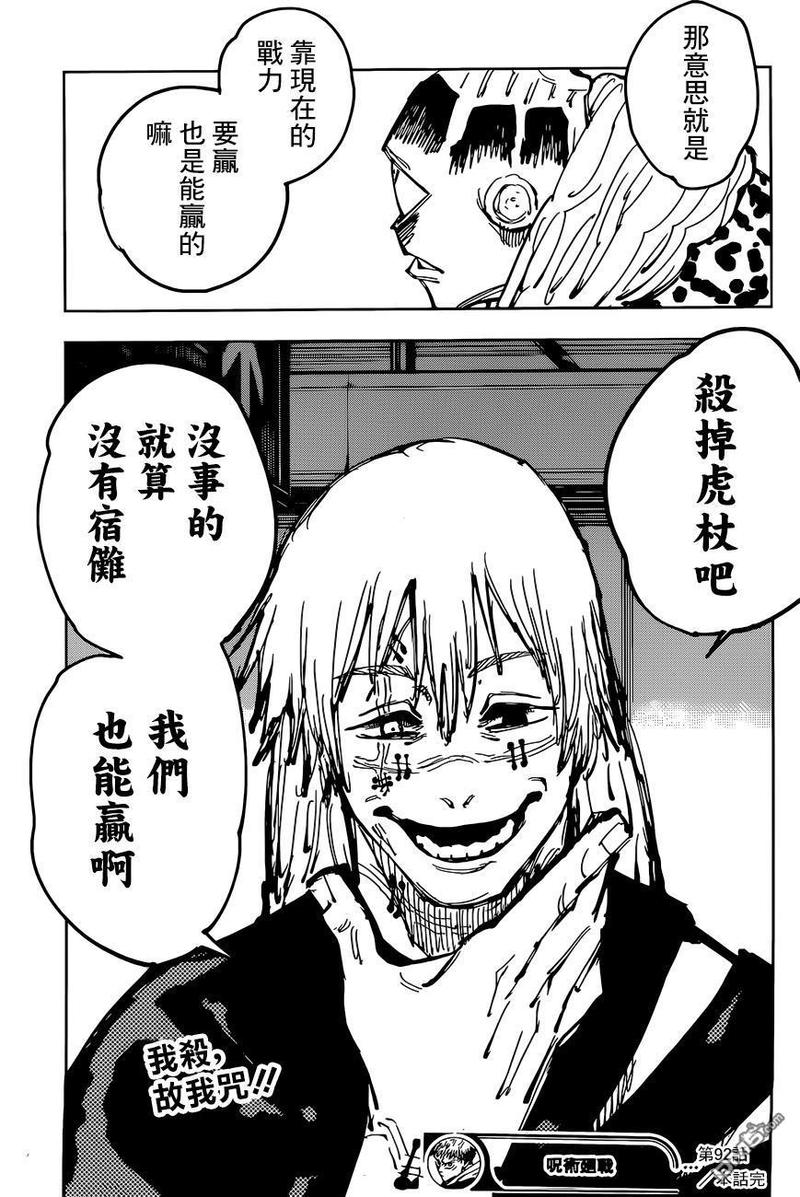 那意思就是
靠現在的
戰力
要贏
也是能贏的
嘛
殺掉虎杖吧
沒事的
就算
沒有宿儺
我們
也能贏啊
我殺,
故我咒!!
呪術廻戦
第92話
/本話完